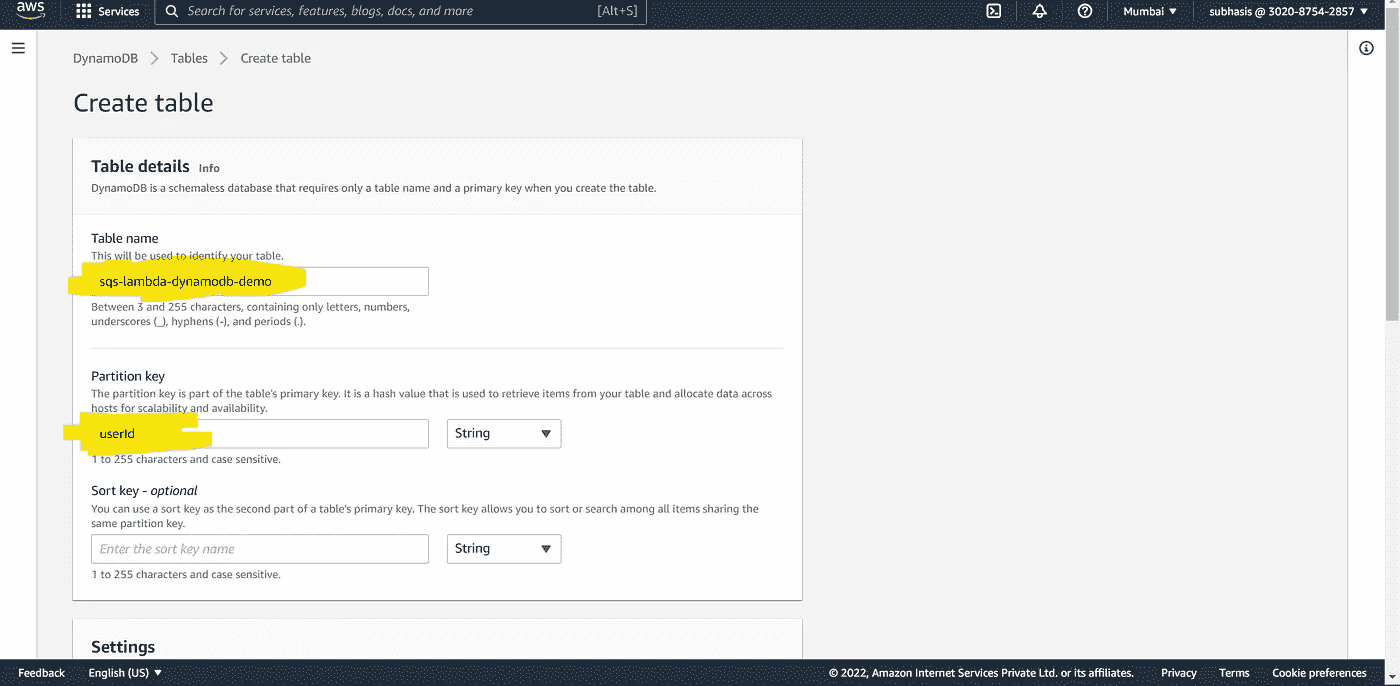 aws Services Search for services, features, blogs, docs, and more [Alt+S] Mumbai ▼ subhasis @ 3020-8754-2857 ▼
DynamoDB > Tables > Create table
Create table
Table details Info
DynamoDB is a schemaless database that requires only a table name and a primary key when you create the table.
Table name
This will be used to identify your table.
sqs-lambda-dynamodb-demo
Between 3 and 255 characters, containing only letters, numbers,
underscores (_), hyphens (-), and periods (.).
Partition key
The partition key is part of the table's primary key. It is a hash value that is used to retrieve items from your table and allocate data across
hosts for scalability and availability.
userId String ▼
1 to 255 characters and case sensitive.
Sort key - optional
You can use a sort key as the second part of a table's primary key. The sort key allows you to sort or search among all items sharing the
same partition key.
Enter the sort key name String ▼
1 to 255 characters and case sensitive.
Settings
Feedback English (US) ▼ © 2022, Amazon Internet Services Private Ltd. or its affiliates. Privacy Terms Cookie preferences